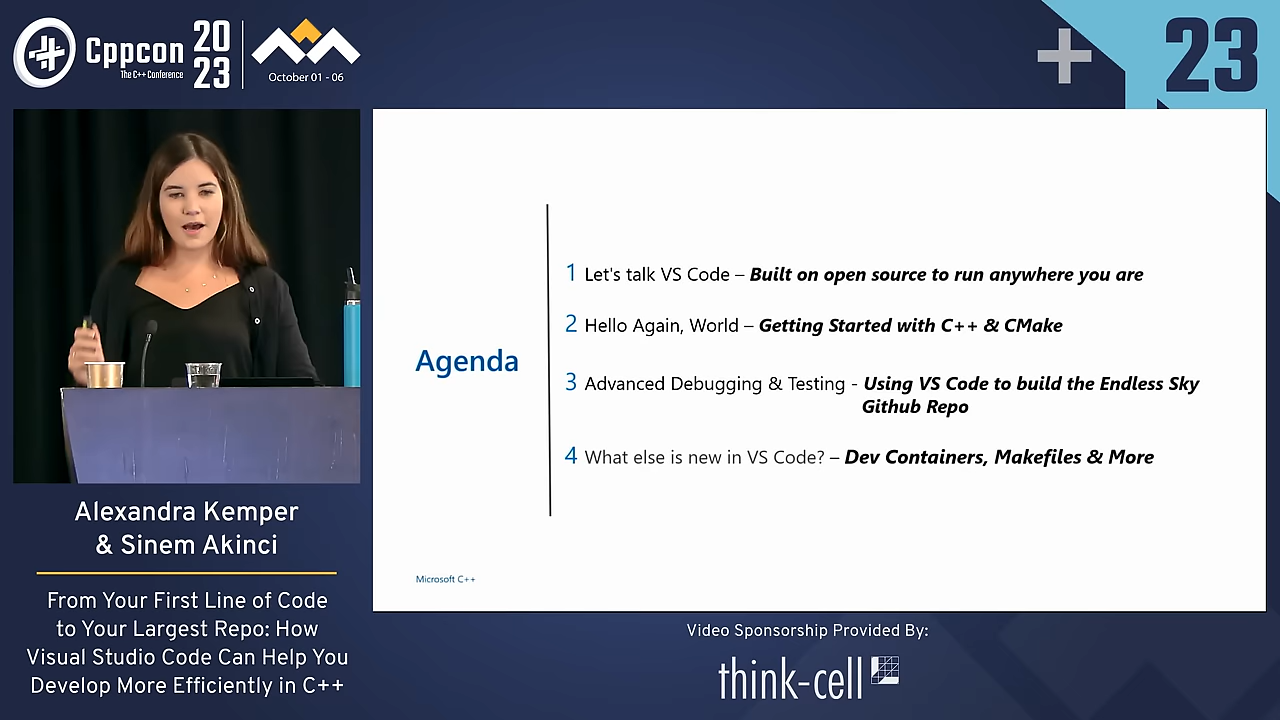 Cppcon
The C++ Conference
20
23
October 01 - 06
23
Agenda
1 Let's talk VS Code – Built on open source to run anywhere you are
2 Hello Again, World – Getting Started with C++ & CMake
3 Advanced Debugging & Testing - Using VS Code to build the Endless Sky
Github Repo
4 What else is new in VS Code? – Dev Containers, Makefiles & More
Microsoft C++
Alexandra Kemper
& Sinem Akinci
From Your First Line of Code
to Your Largest Repo: How
Visual Studio Code Can Help You
Develop More Efficiently in C++
Video Sponsorship Provided By:
think-cell